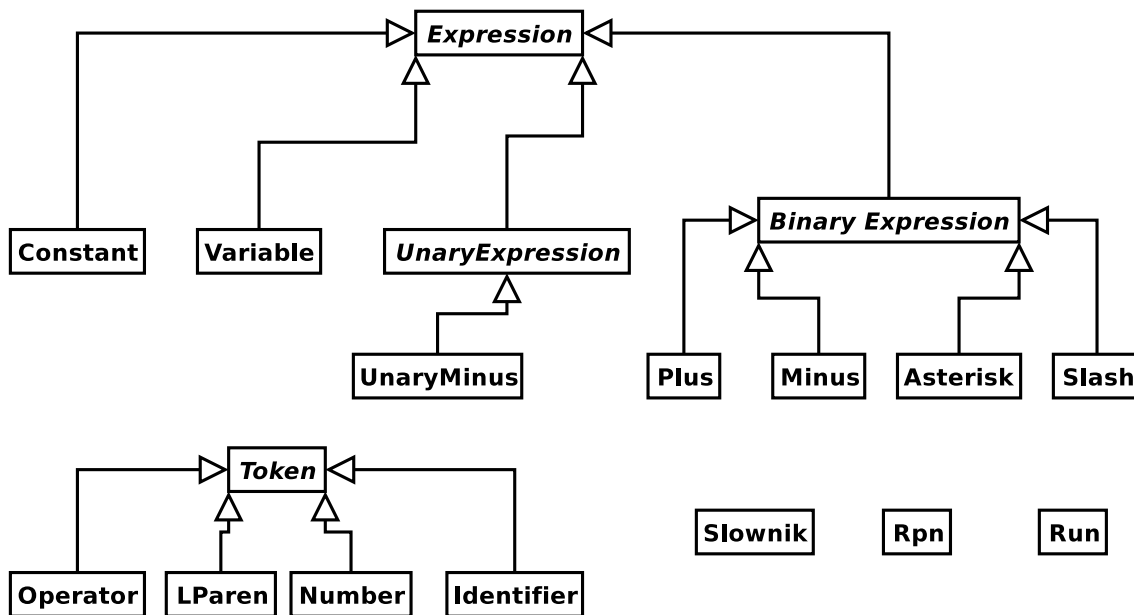 Expression
Constant
Variable
UnaryExpression
Binary Expression
UnaryMinus
Plus
Minus
Asterisk
Slash
Token
Slownik
Rpn
Run
Operator
LParen
Number
Identifier